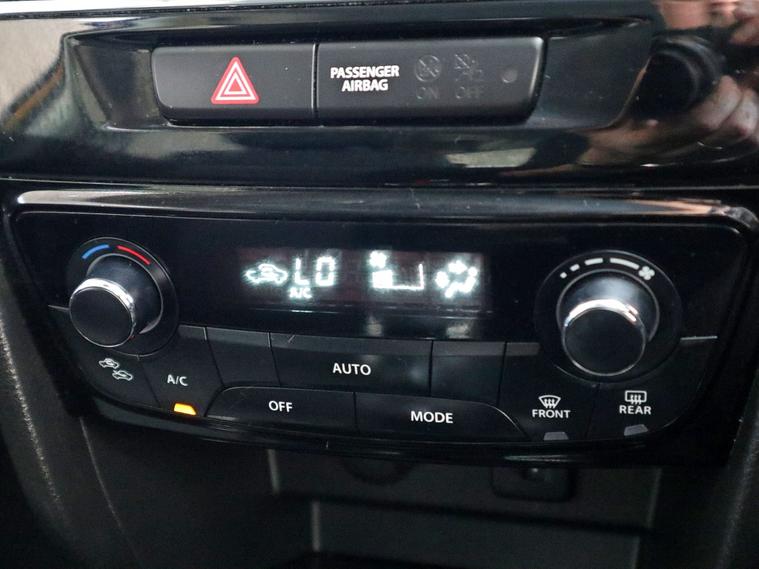 PASSENGER
AIRBAG
ON OFF
LO
A/C
A/C
AUTO
OFF
MODE
FRONT
REAR